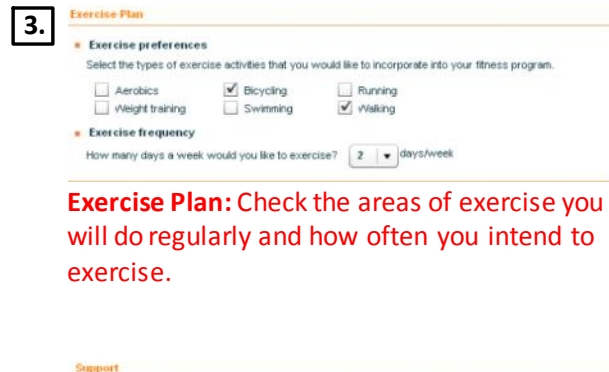 3.
Exercise Plan
Exercise preferences
Select the types of exercise activities that you would like to incorporate into your fitness program.
Aerobics Bicycling Running
Weight training Swimming Walking
Exercise frequency
How many days a week would you like to exercise? 2 days/week
Exercise Plan: Check the areas of exercise you
will do regularly and how often you intend to
exercise.
Support